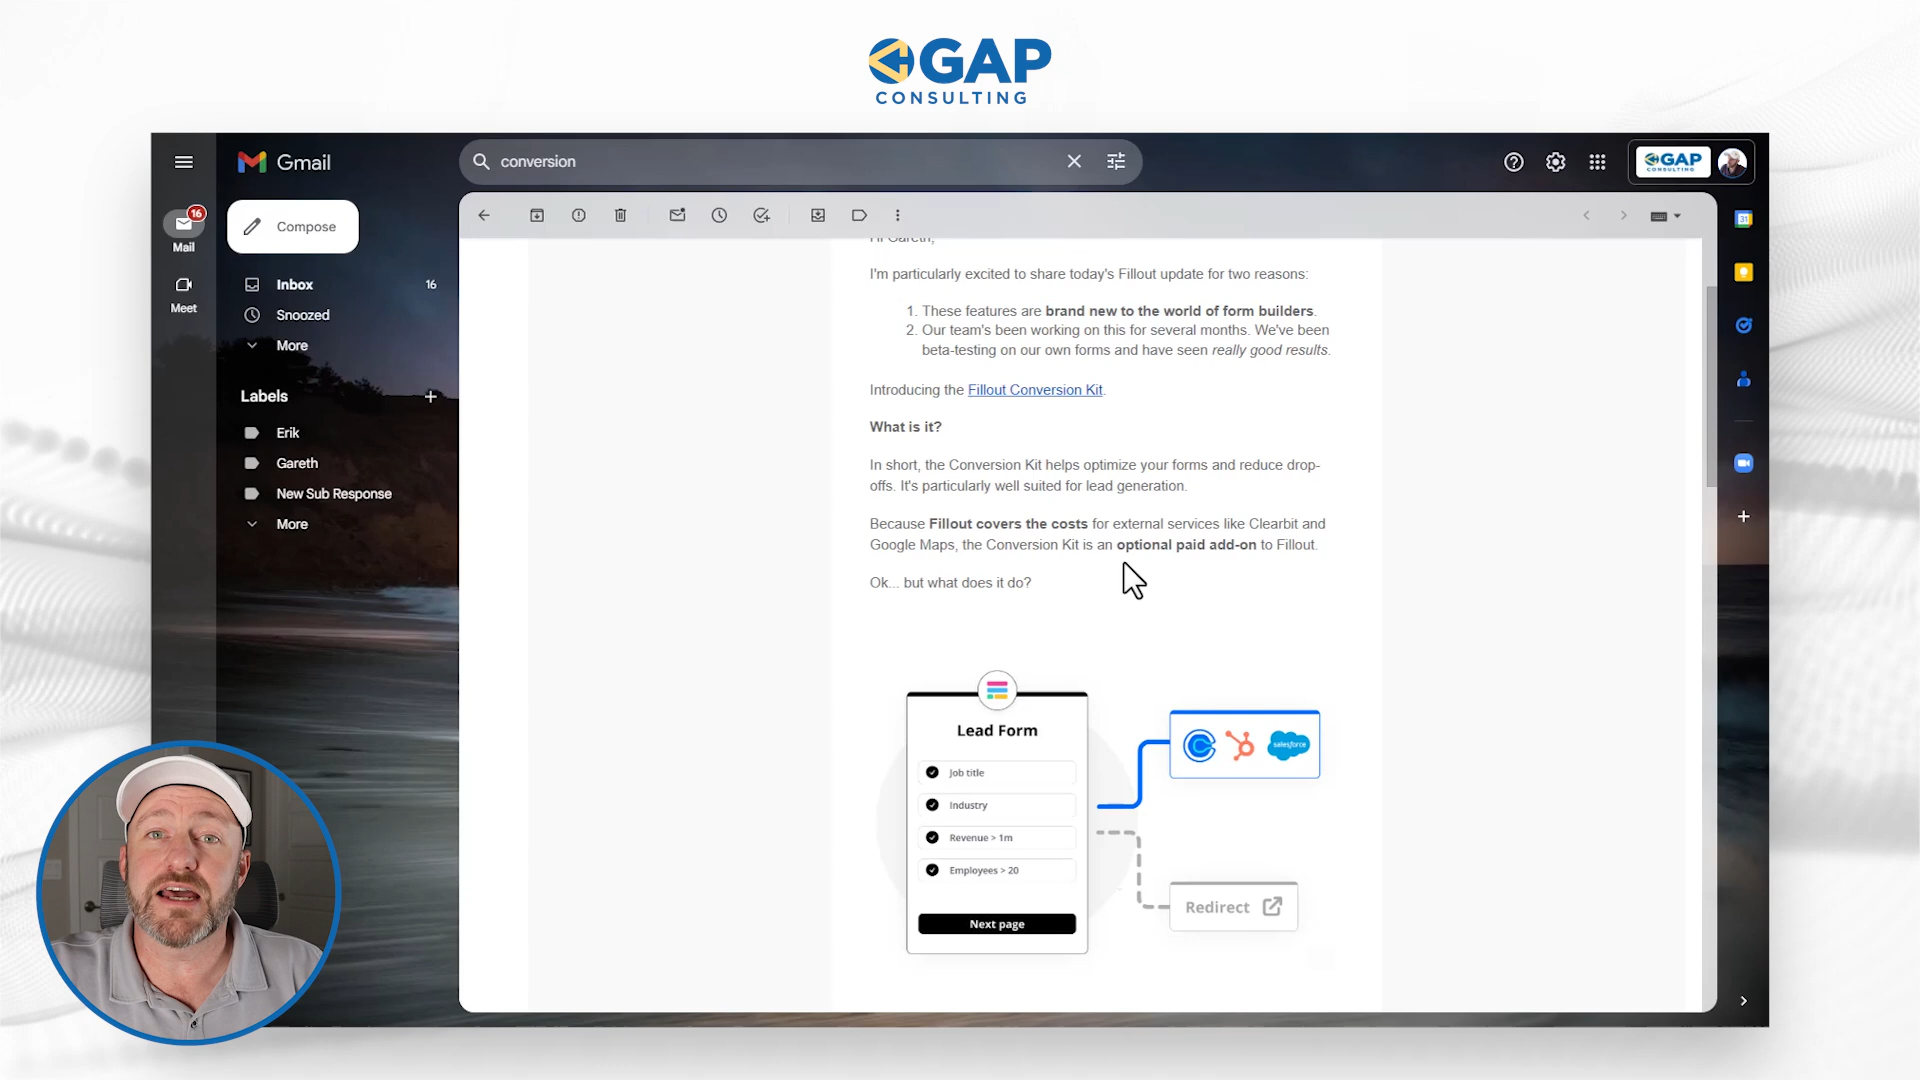 GAP
CONSULTING
Gmail
conversion
GAP
CONSULTING
16
Mail
Compose
Meet
Inbox 16
Snoozed
More
Labels
Erik
Gareth
New Sub Response
More
Hi Gareth,
I'm particularly excited to share today's Fillout update for two reasons:
1. These features are brand new to the world of form builders.
2. Our team's been working on this for several months. We've been
beta-testing on our own forms and have seen really good results.
Introducing the Fillout Conversion Kit.
What is it?
In short, the Conversion Kit helps optimize your forms and reduce drop-
offs. It's particularly well suited for lead generation.
Because Fillout covers the costs for external services like Clearbit and
Google Maps, the Conversion Kit is an optional paid add-on to Fillout.
Ok... but what does it do?
Lead Form
Job title
Industry
Revenue > 1m
Employees > 20
Next page
salesforce
Redirect
31